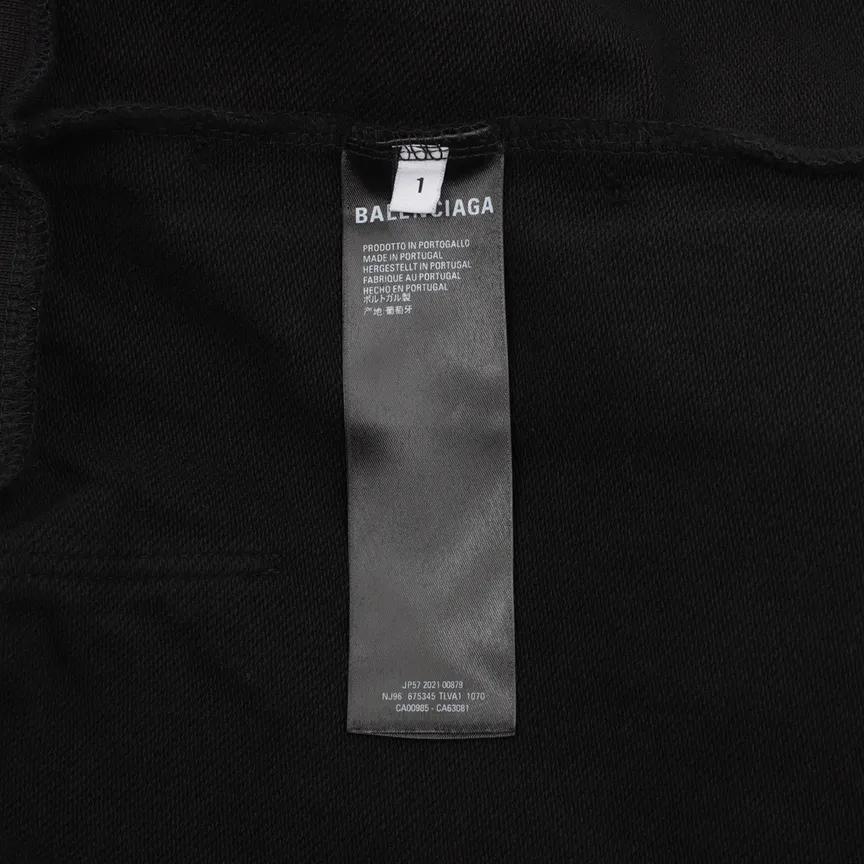 1
BALENCIAGA
PRODOTTO IN PORTOGALLO
MADE IN PORTUGAL
HERGESTELLT IN PORTUGAL
FABRIQUE AU PORTUGAL
HECHO EN PORTUGAL
ポルトガル製
产地:葡萄牙
JP57 2021 00879
NJ96 675345 TLVA1 1070
CA00985 - CA63081